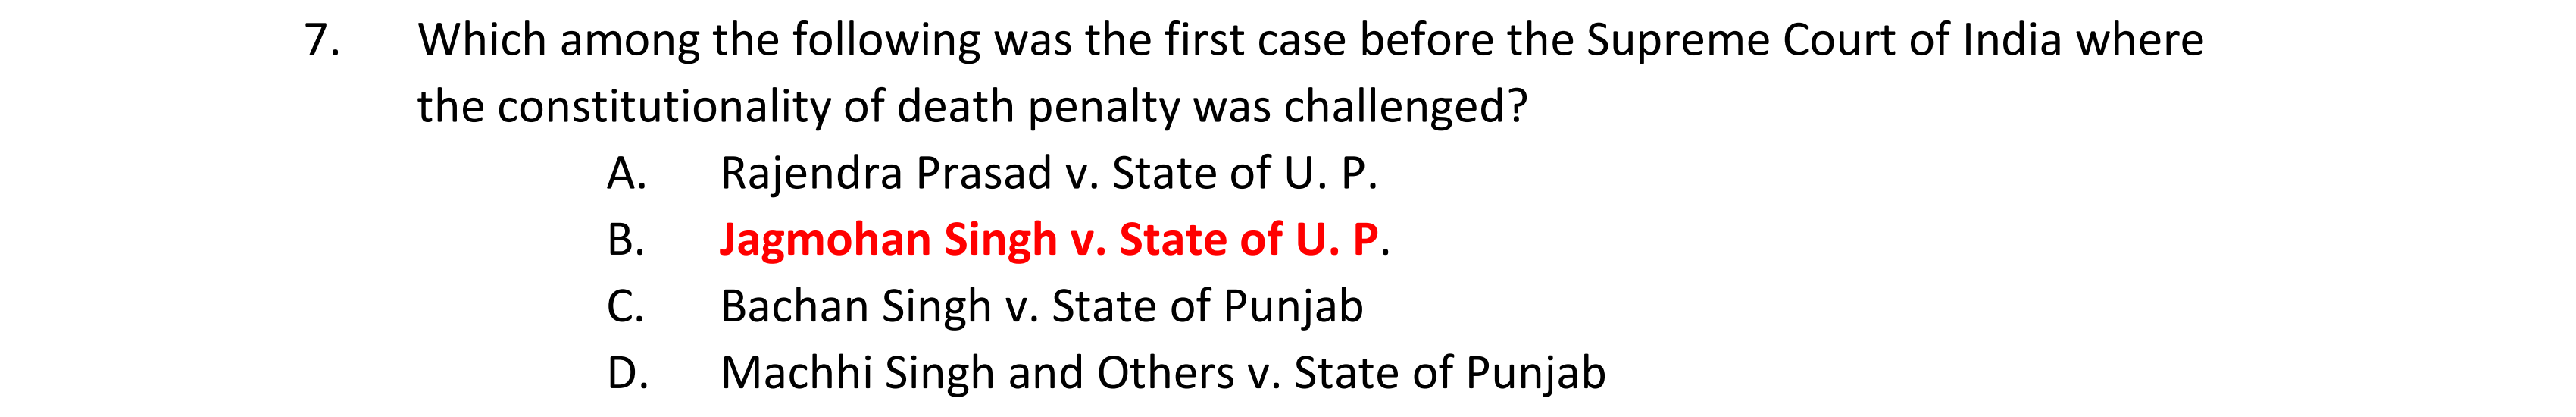 7. Which among the following was the first case before the Supreme Court of India where
the constitutionality of death penalty was challenged?
A. Rajendra Prasad v. State of U. P.
B. Jagmohan Singh v. State of U. P.
C. Bachan Singh v. State of Punjab
D. Machhi Singh and Others v. State of Punjab